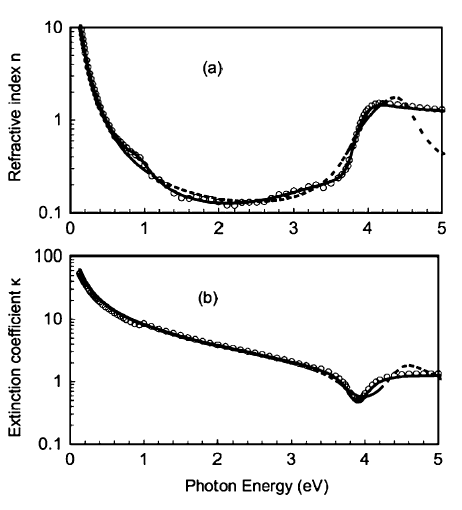 10
(a)
Refractive index n
1
0.1
0 1 2 3 4 5
100
(b)
Extinction coefficient κ
10
1
0.1
0 1 2 3 4 5
Photon Energy (eV)